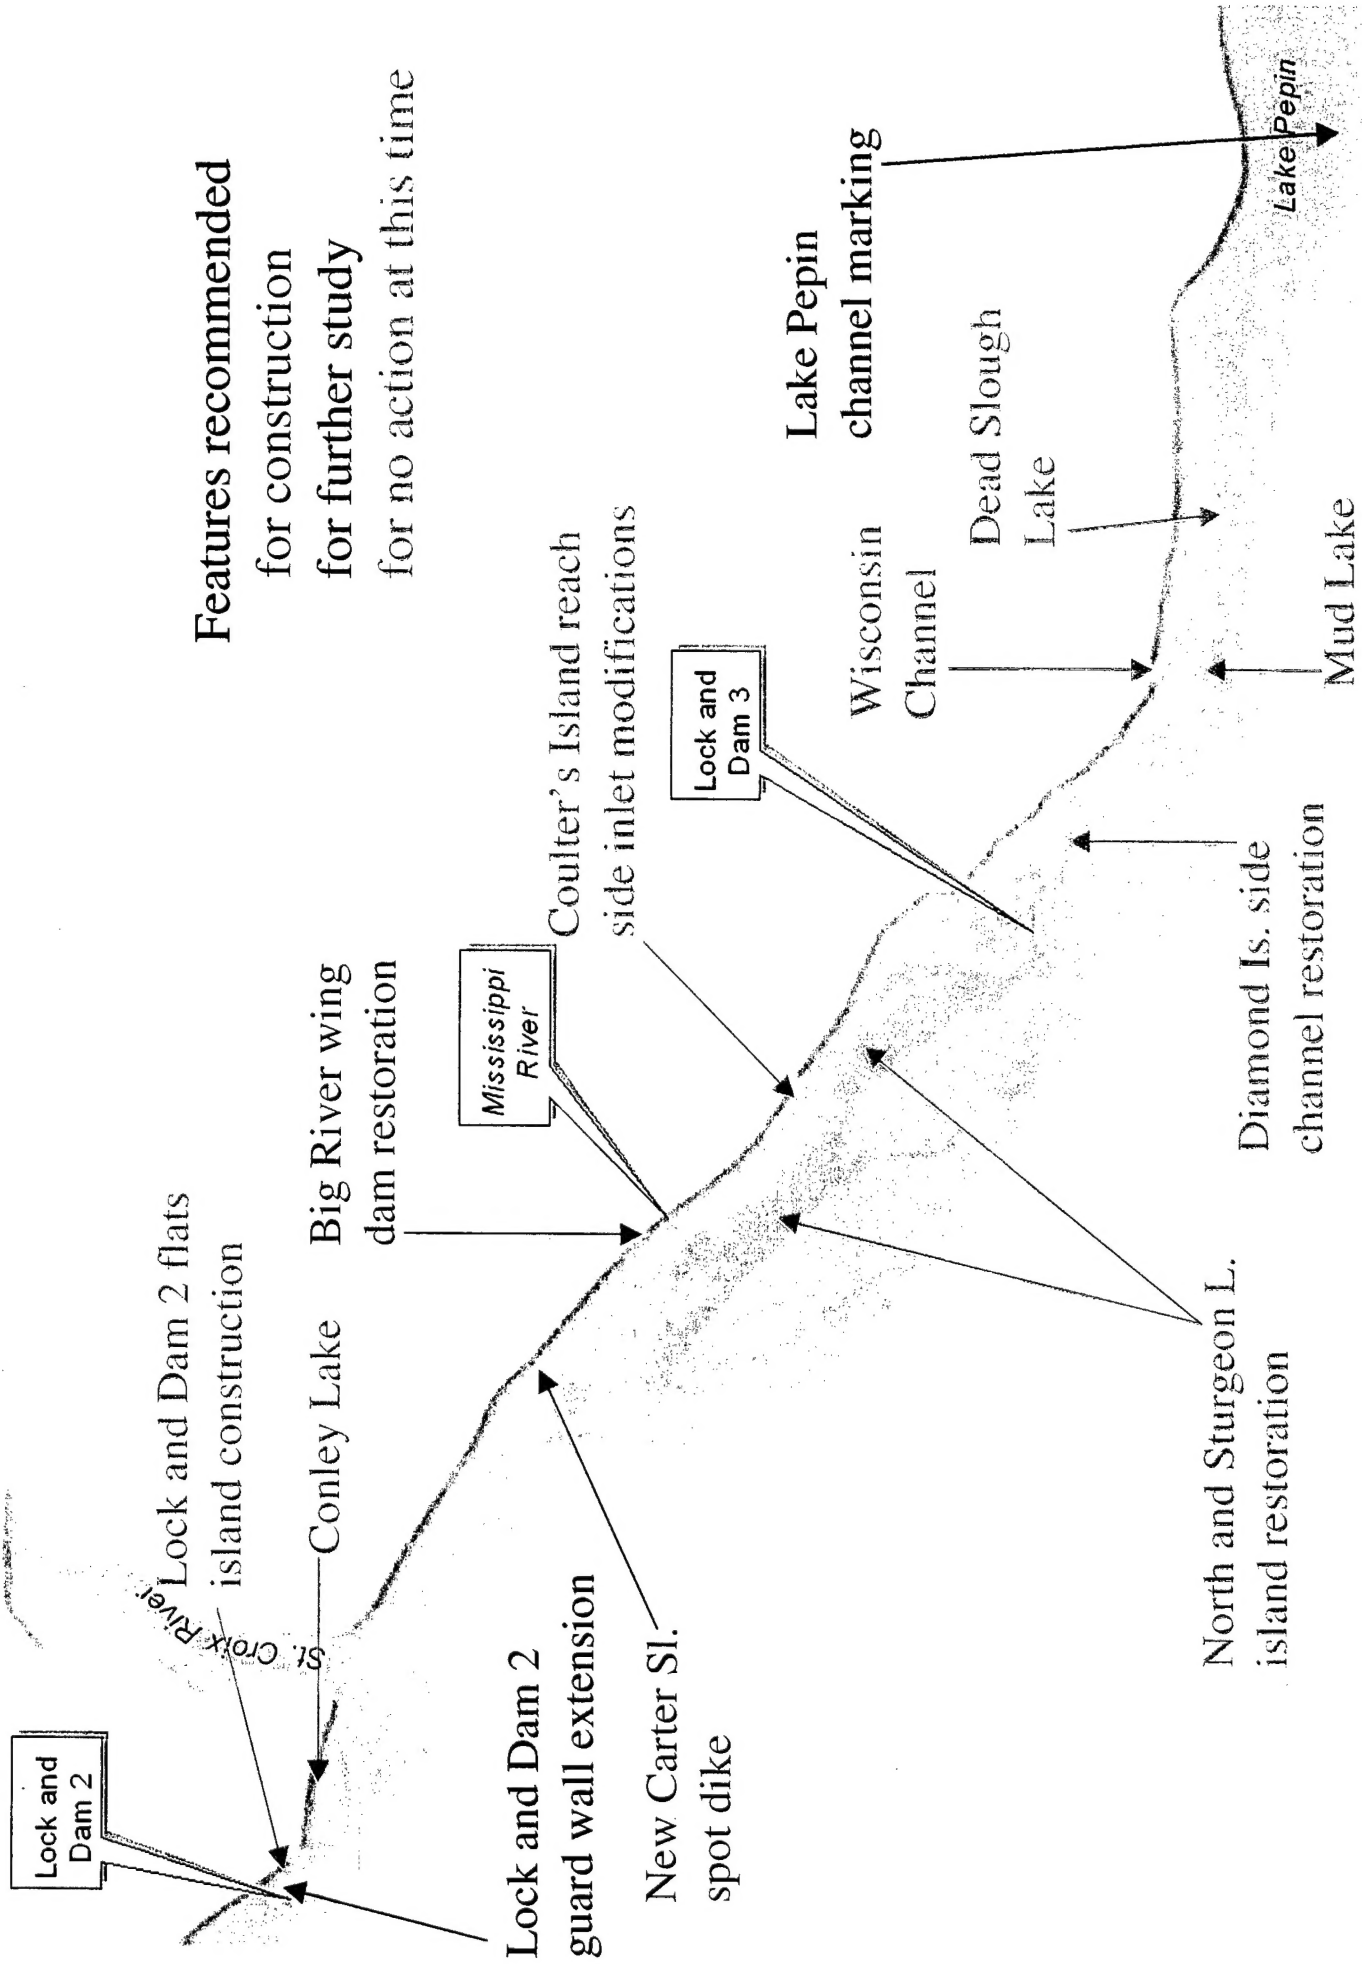 Features recommended
for construction
for further study
for no action at this time
Lock and
Dam 2
St. Croix River
Lock and Dam 2 flats
island construction
Conley Lake
Big River wing
dam restoration
Mississippi
River
Coulter's Island reach
side inlet modifications
Lock and
Dam 3
Wisconsin
Channel
Dead Slough
Lake
Lake Pepin
channel marking
Lake Pepin
Lock and Dam 2
guard wall extension
New Carter Sl.
spot dike
North and Sturgeon L.
island restoration
Diamond Is. side
channel restoration
Mud Lake